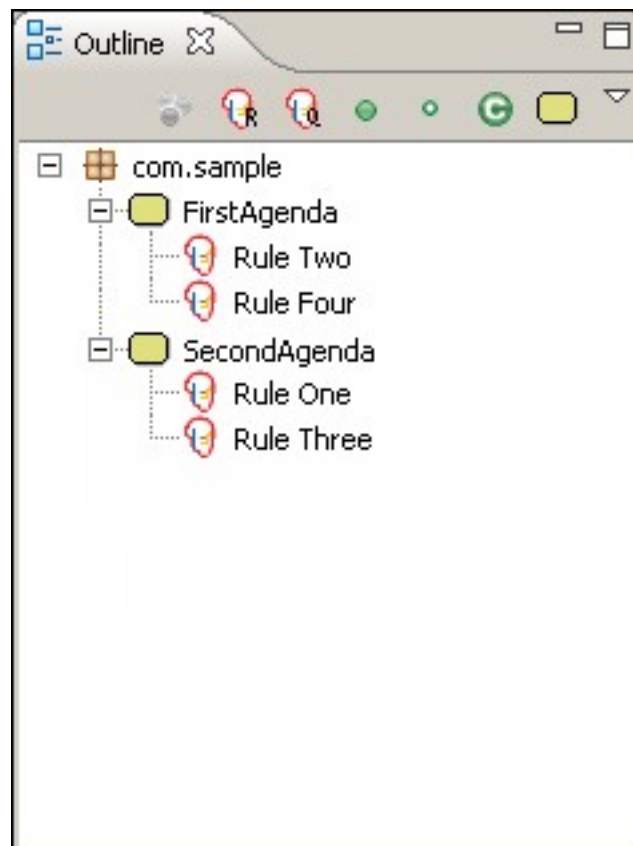 Outline
R Q C
com.sample
FirstAgenda
Rule Two
Rule Four
SecondAgenda
Rule One
Rule Three